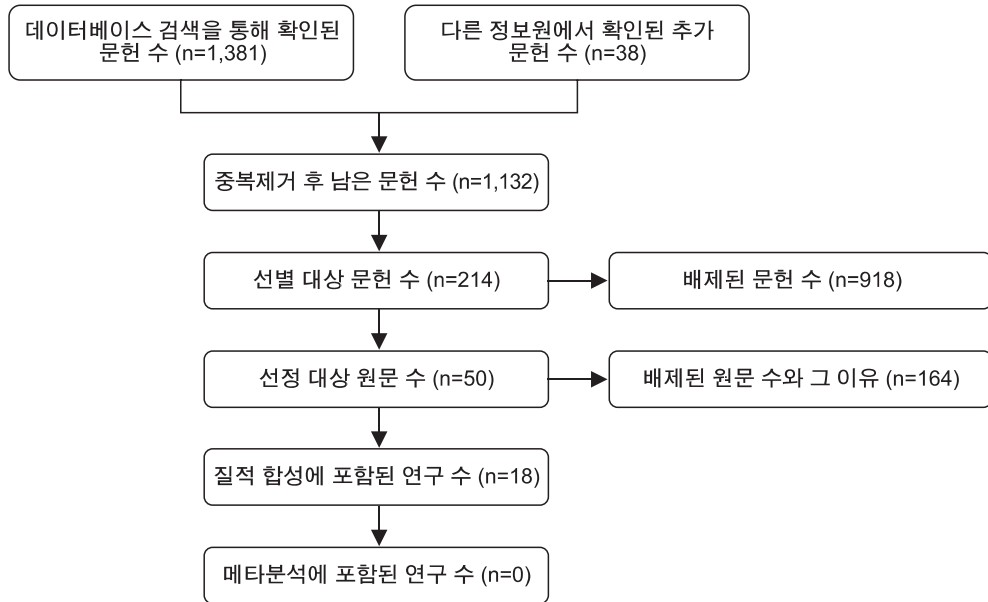 데이터베이스 검색을 통해 확인된
문헌 수 (n=1,381)
다른 정보원에서 확인된 추가
문헌 수 (n=38)
중복제거 후 남은 문헌 수 (n=1,132)
선별 대상 문헌 수 (n=214)
배제된 문헌 수 (n=918)
선정 대상 원문 수 (n=50)
배제된 원문 수와 그 이유 (n=164)
질적 합성에 포함된 연구 수 (n=18)
메타분석에 포함된 연구 수 (n=0)